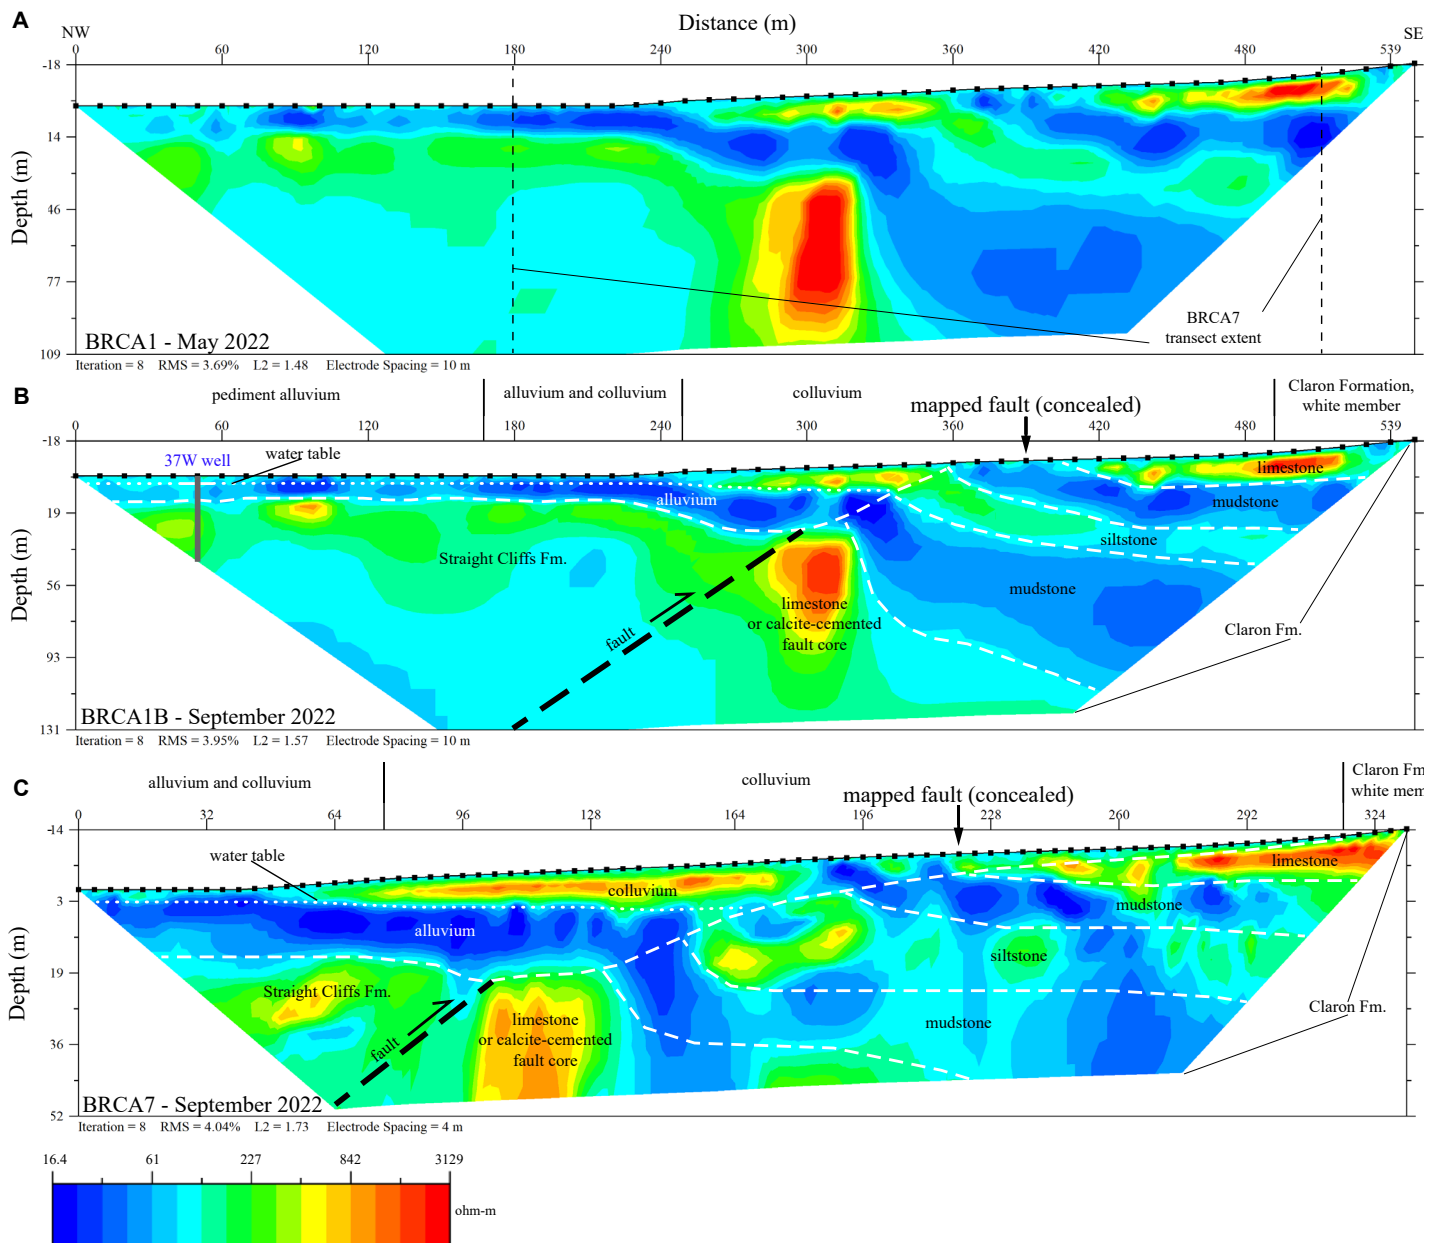 A
Distance (m)
NW
SE
0 60 120 180 240 300 360 420 480 539
-18
14
46
77
109
Depth (m)
BRCA7
transect extent
BRCA1 - May 2022
Iteration = 8 RMS = 3.69% L2 = 1.48 Electrode Spacing = 10 m
B
pediment alluvium
alluvium and colluvium
colluvium
Claron Formation,
white member
mapped fault (concealed)
0 60 120 180 240 300 360 420 480 539
-18
19
56
93
131
Depth (m)
37W well
water table
alluvium
limestone
mudstone
siltstone
Straight Cliffs Fm.
mudstone
limestone
or calcite-cemented
fault core
fault
Claron Fm.
BRCA1B - September 2022
Iteration = 8 RMS = 3.95% L2 = 1.57 Electrode Spacing = 10 m
C
alluvium and colluvium
colluvium
Claron Fm
white mem
mapped fault (concealed)
0 32 64 96 128 164 196 228 260 292 324
-14
3
19
36
52
Depth (m)
water table
colluvium
limestone
mudstone
alluvium
siltstone
Straight Cliffs Fm.
limestone
or calcite-cemented
fault core
mudstone
fault
Claron Fm.
BRCA7 - September 2022
Iteration = 8 RMS = 4.04% L2 = 1.73 Electrode Spacing = 4 m
16.4 61 227 842 3129
ohm-m